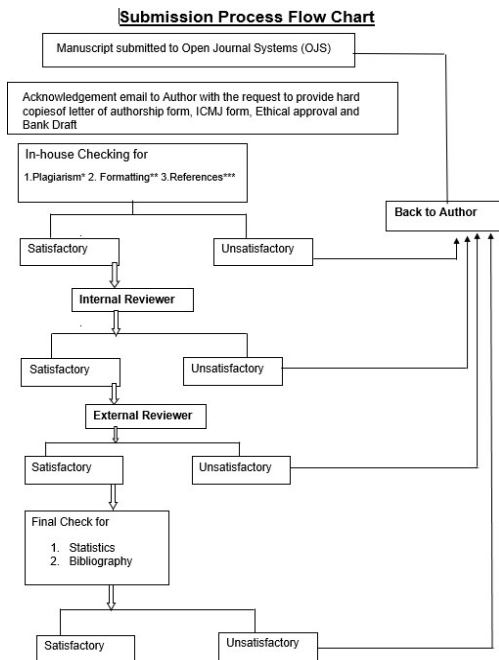 Submission Process Flow Chart
Manuscript submitted to Open Journal Systems (OJS)
Acknowledgement email to Author with the request to provide hard
copiesof letter of authorship form, ICMJ form, Ethical approval and
Bank Draft
In-house Checking for
1.Plagiarism* 2. Formatting** 3.References***
Back to Author
Satisfactory
Unsatisfactory
Internal Reviewer
Satisfactory
Unsatisfactory
External Reviewer
Satisfactory
Unsatisfactory
Final Check for
1. Statistics
2. Bibliography
Satisfactory
Unsatisfactory